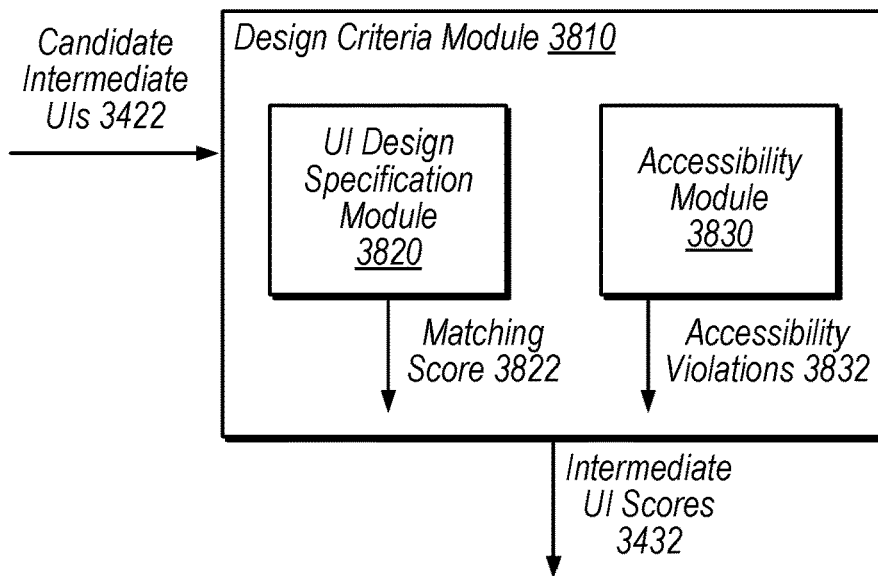 Candidate
Intermediate
UIs 3422
Design Criteria Module 3810
UI Design
Specification
Module
3820
Accessibility
Module
3830
Matching
Score 3822
Accessibility
Violations 3832
Intermediate
UI Scores
3432